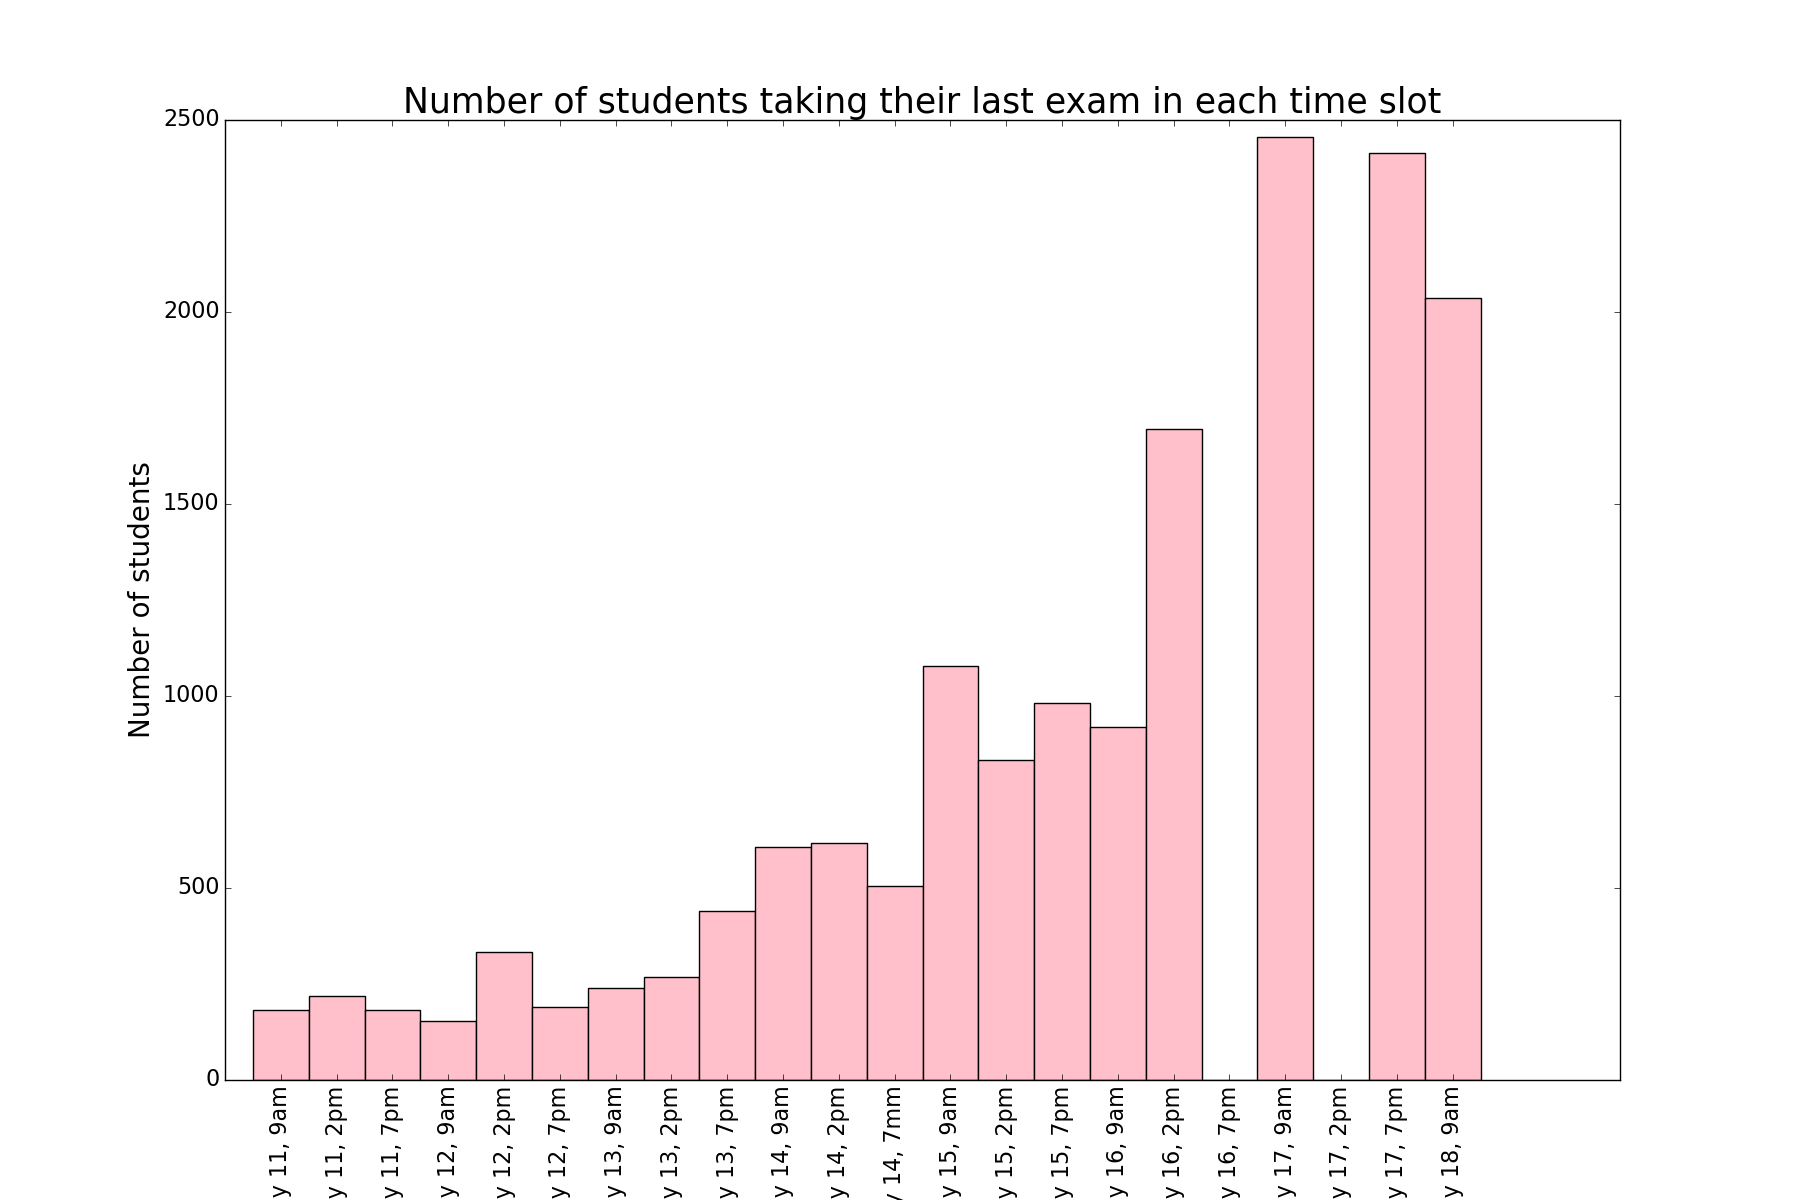 Number of students taking their last exam in each time slot
Number of students
2500
2000
1500
1000
500
0
y 11, 9am
y 11, 2pm
y 11, 7pm
y 12, 9am
y 12, 2pm
y 12, 7pm
y 13, 9am
y 13, 2pm
y 13, 7pm
y 14, 9am
y 14, 2pm
y 14, 7mm
y 15, 9am
y 15, 2pm
y 15, 7pm
y 16, 9am
y 16, 2pm
y 16, 7pm
y 17, 9am
y 17, 2pm
y 17, 7pm
y 18, 9am